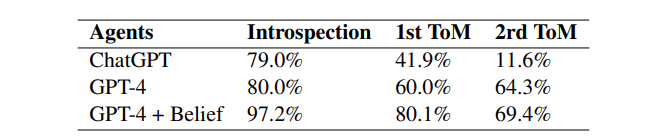 Agents Introspection 1st ToM 2rd ToM
ChatGPT 79.0% 41.9% 11.6%
GPT-4 80.0% 60.0% 64.3%
GPT-4 + Belief 97.2% 80.1% 69.4%